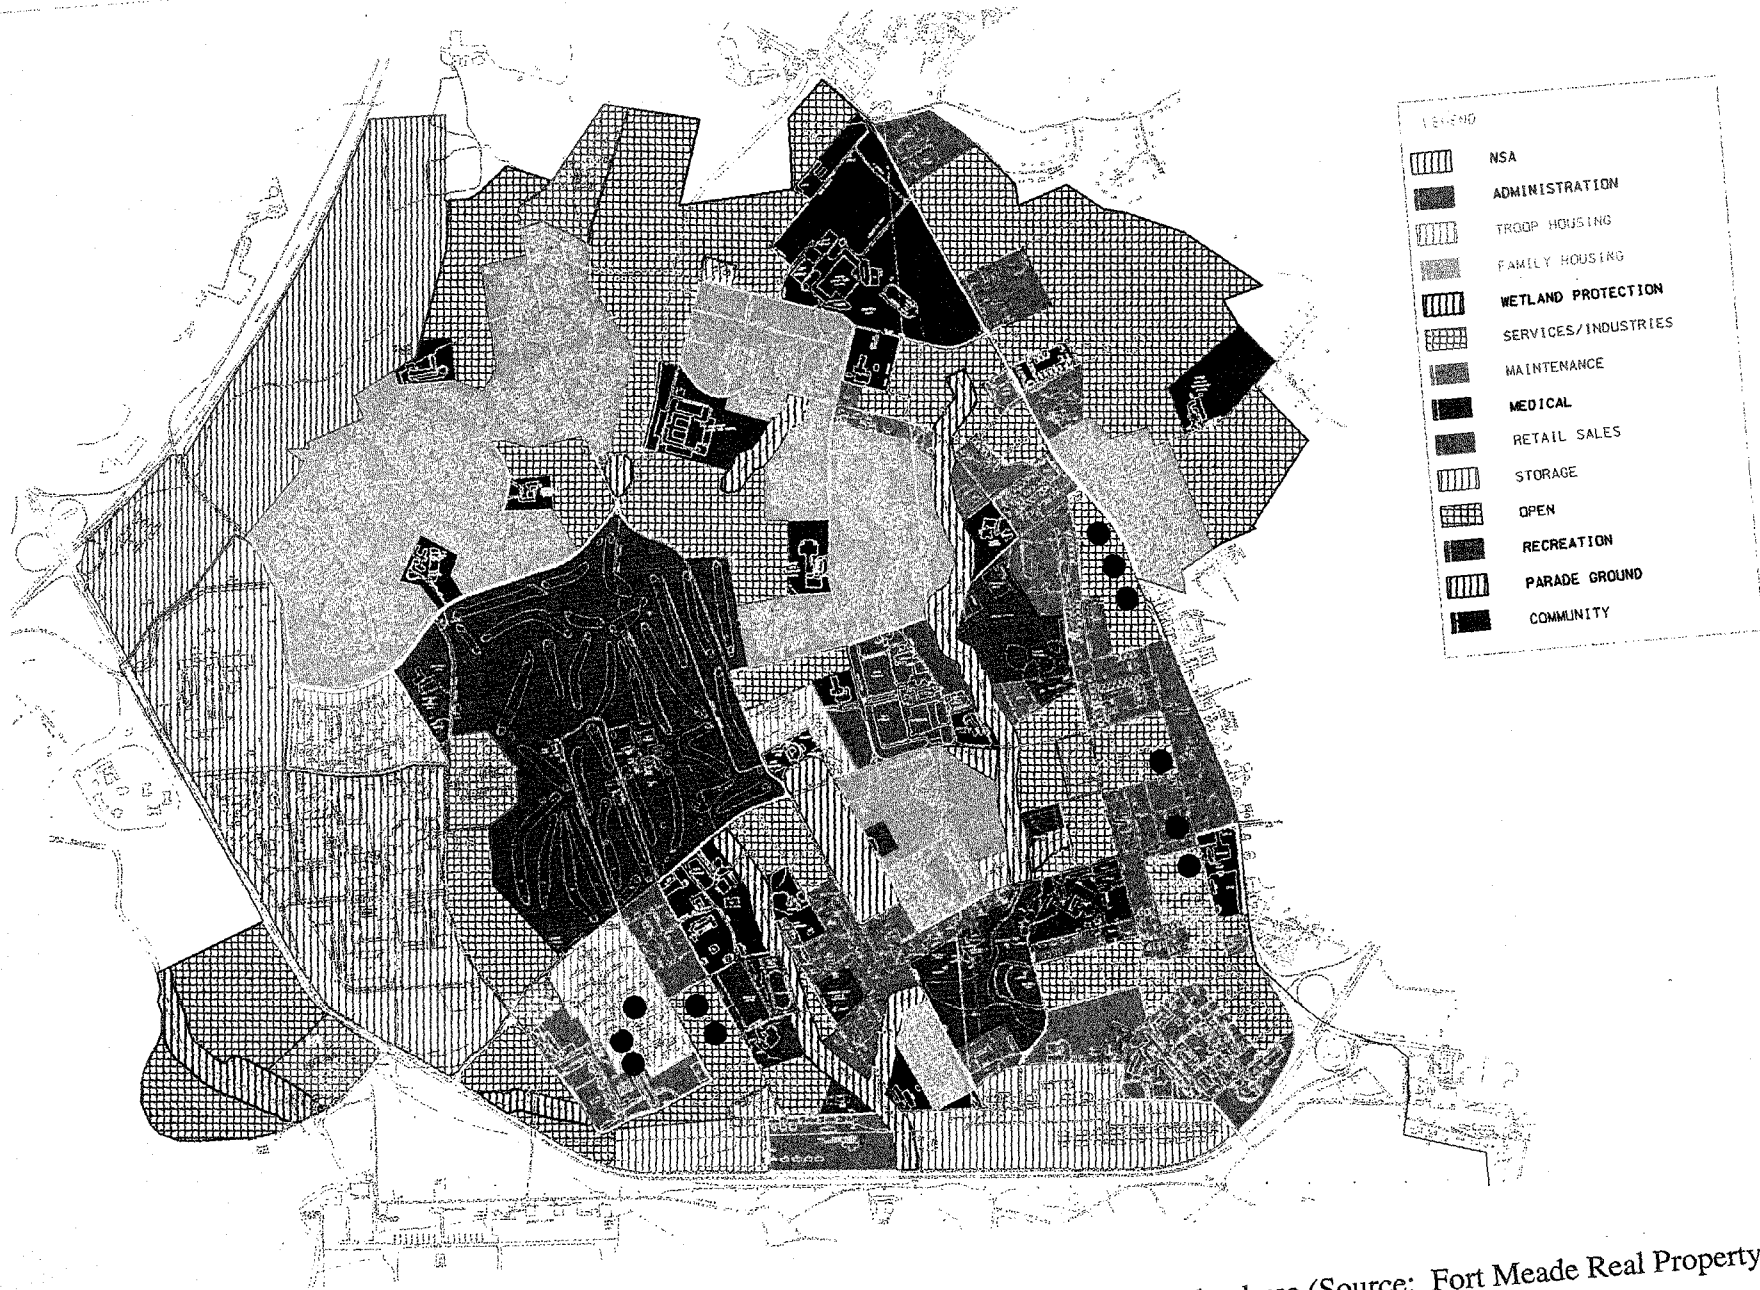 LEGEND
NSA
ADMINISTRATION
TROOP HOUSING
FAMILY HOUSING
WETLAND PROTECTION
SERVICES/INDUSTRIES
MAINTENANCE
MEDICAL
RETAIL SALES
STORAGE
OPEN
RECREATION
PARADE GROUND
COMMUNITY
(Source: Fort Meade Real Property